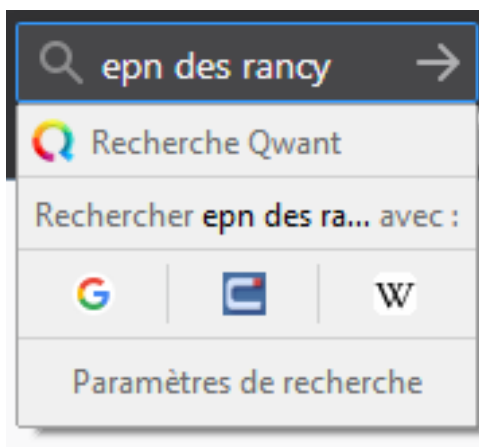 epn des rancy
Recherche Qwant
Rechercher epn des ra... avec :
G W
Paramètres de recherche